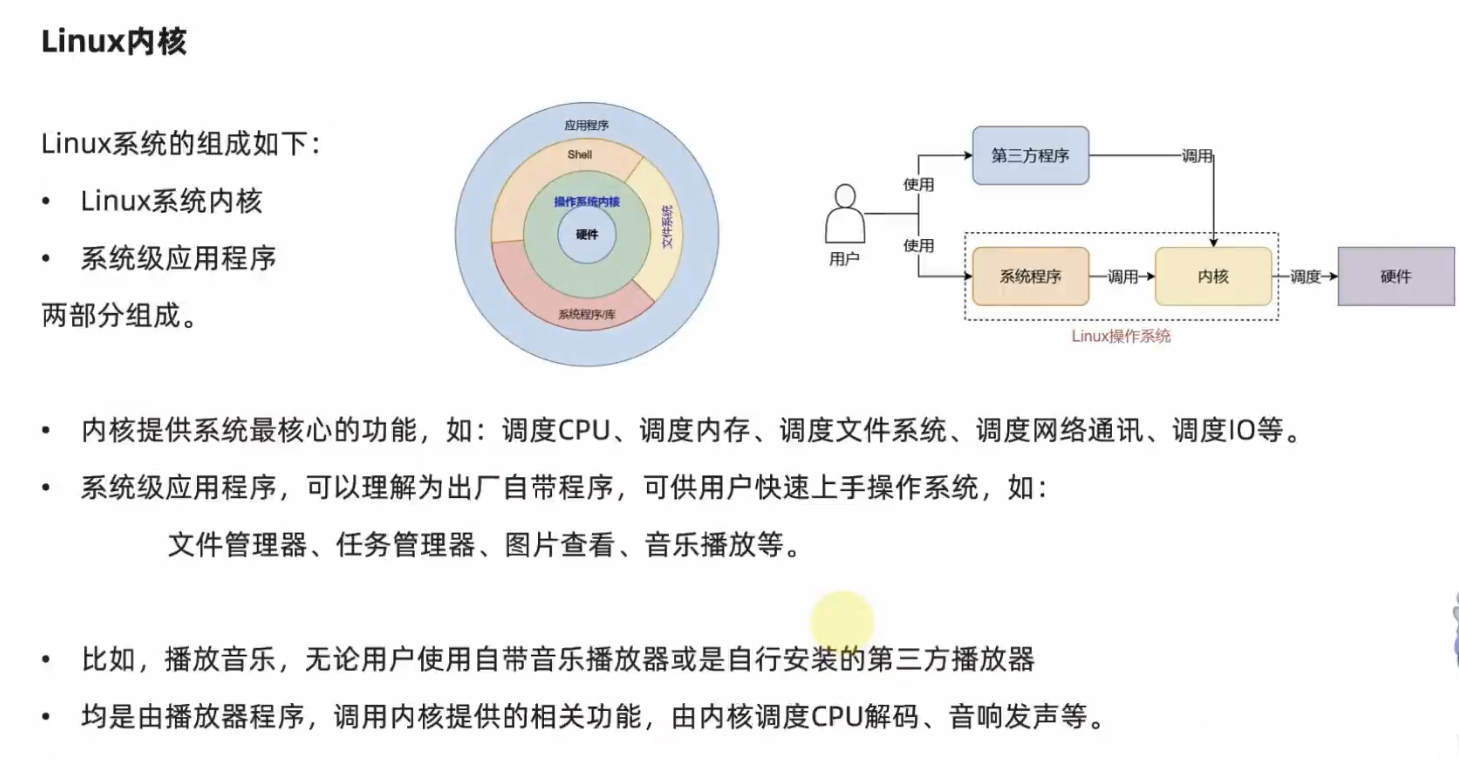 Linux内核
Linux系统的组成如下：
• Linux系统内核
• 系统级应用程序
两部分组成。
应用程序
Shell
操作系统内核
硬件
文件系统
系统程序/库
用户
使用
使用
第三方程序
调用
系统程序
调用
内核
调度
硬件
Linux操作系统
• 内核提供系统最核心的功能，如：调度CPU、调度内存、调度文件系统、调度网络通讯、调度IO等。
• 系统级应用程序，可以理解为出厂自带程序，可供用户快速上手操作系统，如：
文件管理器、任务管理器、图片查看、音乐播放等。
• 比如，播放音乐，无论用户使用自带音乐播放器或是自行安装的第三方播放器
• 均是由播放器程序，调用内核提供的相关功能，由内核调度CPU解码、音响发声等。